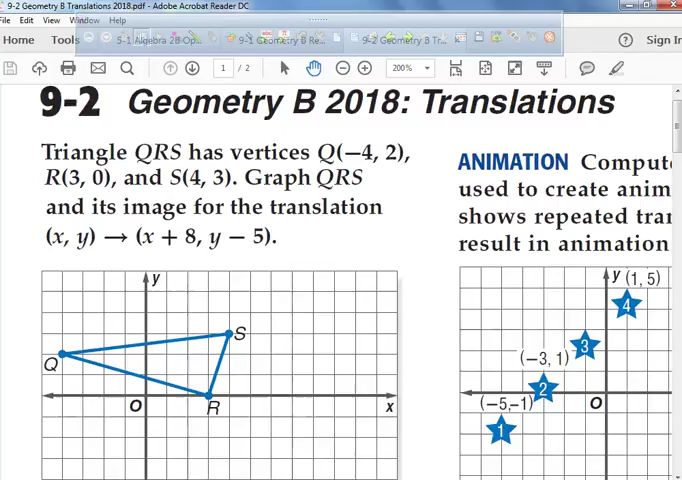 9-2 Geometry B Translations 2018.pdf - Adobe Acrobat Reader DC
File Edit View Window Help
5-1 Algebra 2B Op...
9-1 Geometry B Re...
9-2 Geometry B Tr...
Home Tools
Sign In
1 / 2
200%
9-2 Geometry B 2018: Translations
Triangle QRS has vertices Q(−4, 2),
R(3, 0), and S(4, 3). Graph QRS
and its image for the translation
(x, y) → (x + 8, y − 5).
y
S
Q
O
R
x
ANIMATION Compute
used to create anim
shows repeated tran
result in animation
y
(1, 5)
4
3
(−3, 1)
2
(−5,−1)
O
1